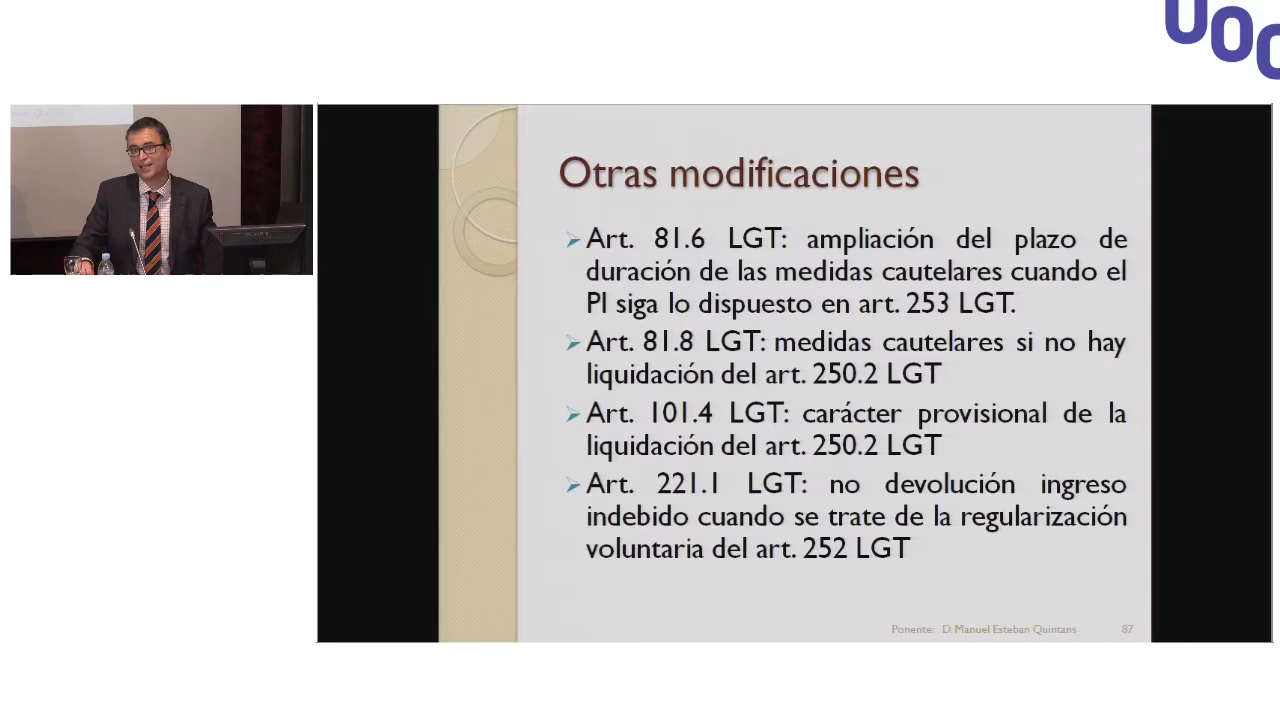 UOC
Otras modificaciones
Art. 81.6 LGT: ampliación del plazo de
duración de las medidas cautelares cuando el
PI siga lo dispuesto en art. 253 LGT.
Art. 81.8 LGT: medidas cautelares si no hay
liquidación del art. 250.2 LGT
Art. 101.4 LGT: carácter provisional de la
liquidación del art. 250.2 LGT
Art. 221.1 LGT: no devolución ingreso
indebido cuando se trate de la regularización
voluntaria del art. 252 LGT
Ponente: D. Manuel Esteban Quintans 87